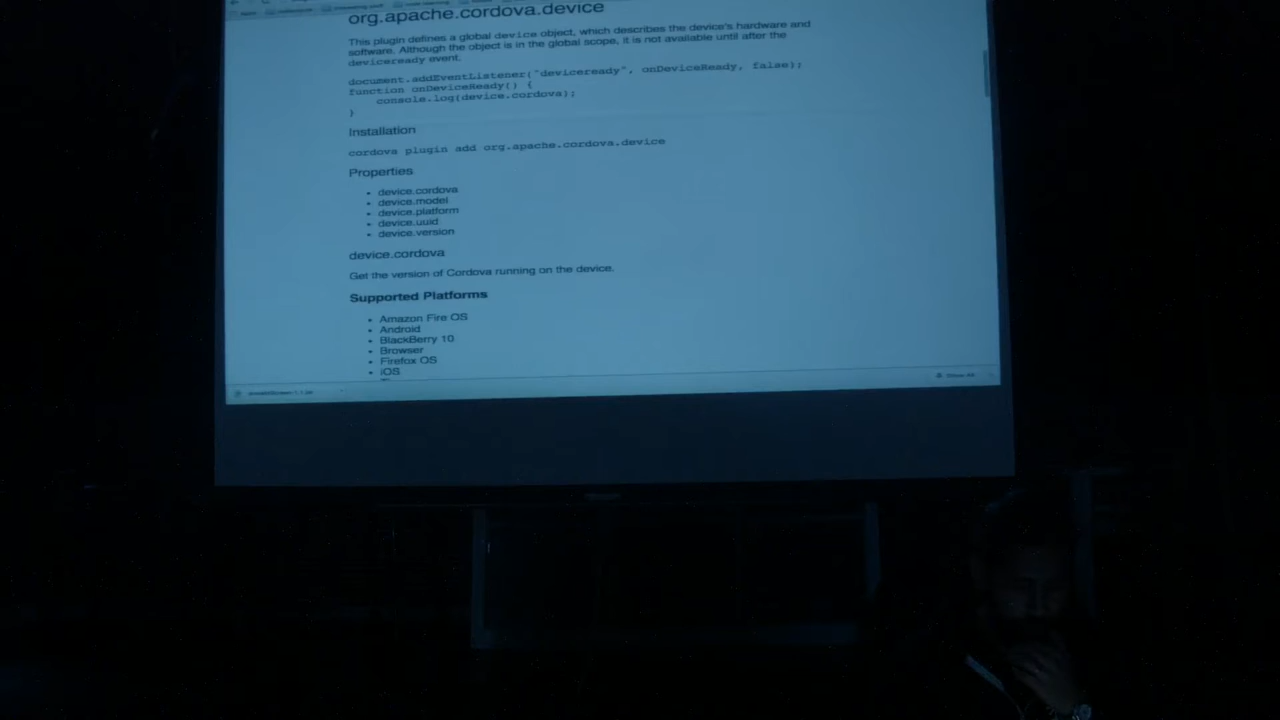 org.apache.cordova.device
This plugin defines a global device object, which describes the device's hardware and
software. Although the object is in the global scope, it is not available until after the
deviceready event.
document.addEventListener("deviceready", onDeviceReady, false);
function onDeviceReady() {
console.log(device.cordova);
}
Installation
cordova plugin add org.apache.cordova.device
Properties
device.cordova
device.model
device.platform
device.uuid
device.version
device.cordova
Get the version of Cordova running on the device.
Supported Platforms
Amazon Fire OS
Android
BlackBerry 10
Browser
Firefox OS
iOS
Show All